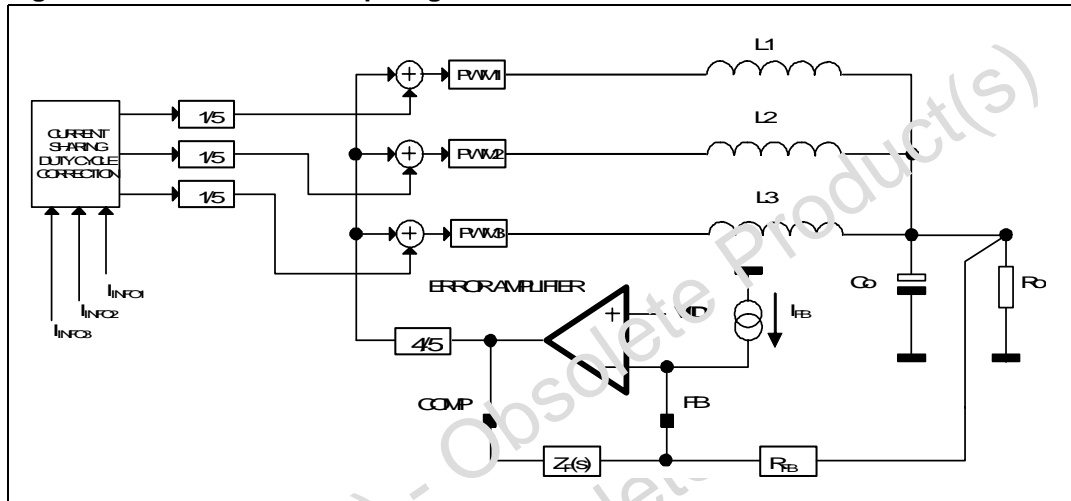 L1
PWM1
1/5
L2
CURRENT
SHARING
DUTY CYCLE
CORRECTION
1/5
PWM2
1/5
L3
PWM3
IINFO1
IINFO2
IINFO3
ERROR AMPLIFIER
Co
Ro
IFB
4/5
COMP
FB
ZF(s)
RFB
Obsolete Product(s)
- Obsolete